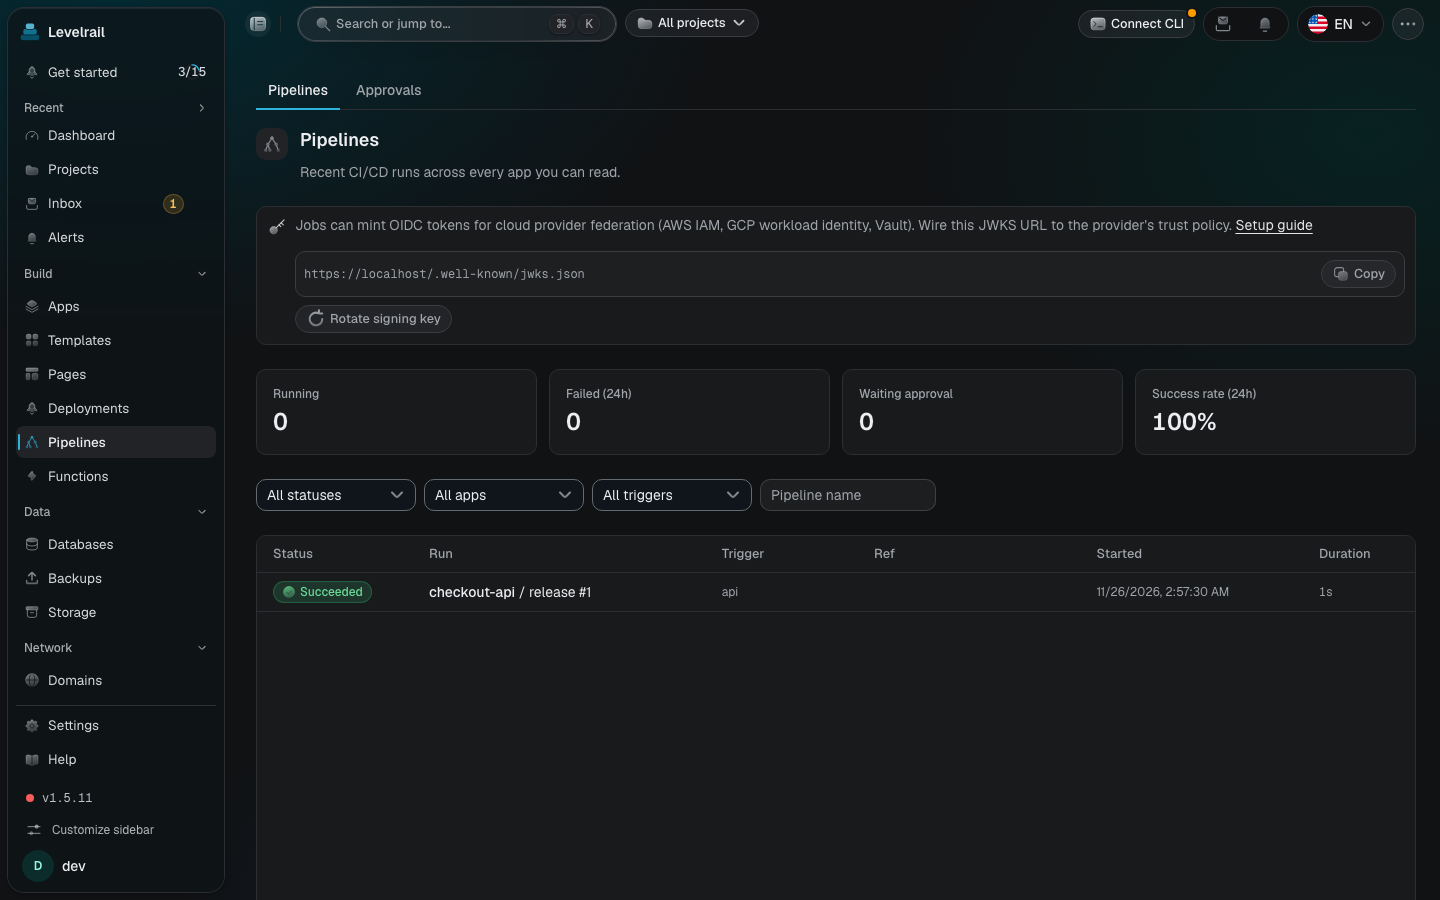 Levelrail
Search or jump to...
⌘ K
All projects
Connect CLI
EN
Get started 3/15
Recent
Dashboard
Projects
Inbox 1
Alerts
Build
Apps
Templates
Pages
Deployments
Pipelines
Functions
Data
Databases
Backups
Storage
Network
Domains
Settings
Help
v1.5.11
Customize sidebar
D dev
Pipelines Approvals
Pipelines
Recent CI/CD runs across every app you can read.
Jobs can mint OIDC tokens for cloud provider federation (AWS IAM, GCP workload identity, Vault). Wire this JWKS URL to the provider's trust policy. Setup guide
https://localhost/.well-known/jwks.json Copy
Rotate signing key
Running Failed (24h) Waiting approval Success rate (24h)
0 0 0 100%
All statuses All apps All triggers Pipeline name
Status Run Trigger Ref Started Duration
Succeeded checkout-api / release #1 api 11/26/2026, 2:57:30 AM 1s